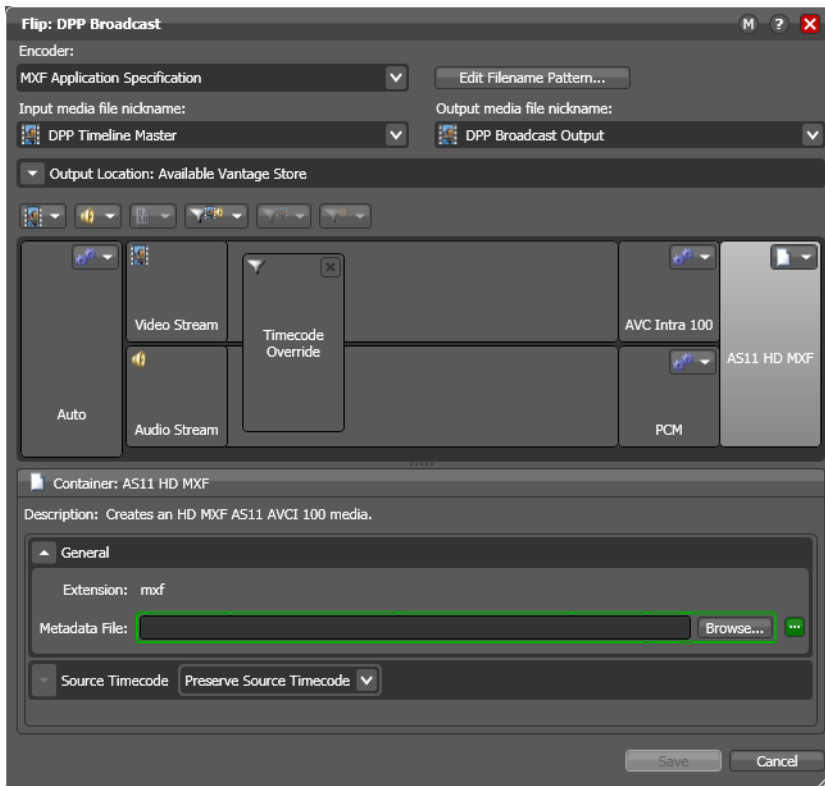 Flip: DPP Broadcast
M ?
Encoder:
MXF Application Specification
Edit Filename Pattern...
Input media file nickname:
Output media file nickname:
DPP Timeline Master
DPP Broadcast Output
Output Location: Available Vantage Store
Video Stream
Timecode
Override
AVC Intra 100
AS11 HD MXF
Auto
Audio Stream
PCM
Container: AS11 HD MXF
Description: Creates an HD MXF AS11 AVCI 100 media.
General
Extension: mxf
Metadata File:
Browse...
Source Timecode
Preserve Source Timecode
Save
Cancel